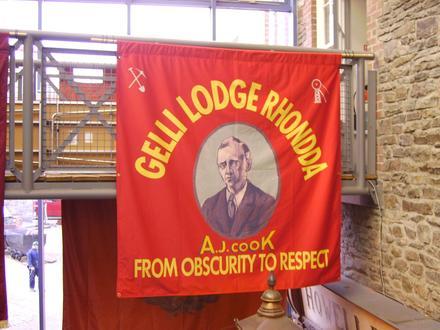 GELLI LODGE RHONDDA
A.J. COOK
FROM OBSCURITY TO RESPECT